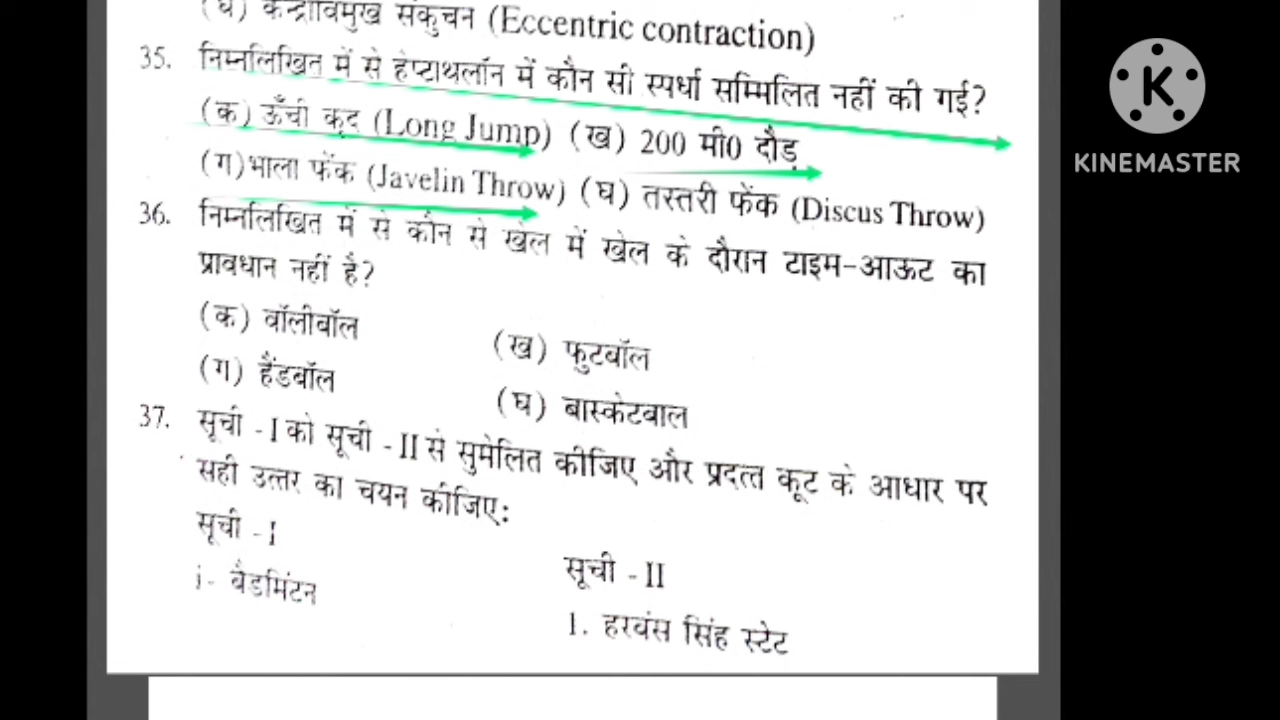 (घ) केन्द्राविमुख संकुचन (Eccentric contraction)
35. निम्नलिखित में से हेप्टाथलॉन में कौन सी स्पर्धा सम्मिलित नहीं की गई?
(क) ऊँची कूद (Long Jump) (ख) 200 मी0 दौड़
(ग) भाला फेंक (Javelin Throw) (घ) तस्तरी फेंक (Discus Throw)
36. निम्नलिखित में से कौन से खेल में खेल के दौरान टाइम-आऊट का
प्रावधान नहीं है?
(क) वॉलीबॉल (ख) फुटबॉल
(ग) हैंडबॉल (घ) बास्केटबाल
37. सूची - I को सूची - II से सुमेलित कीजिए और प्रदत्त कूट के आधार पर
सही उत्तर का चयन कीजिए:
सूची - I सूची - II
i- बैडमिंटन 1. हरवंस सिंह स्टेट
K
KINEMASTER